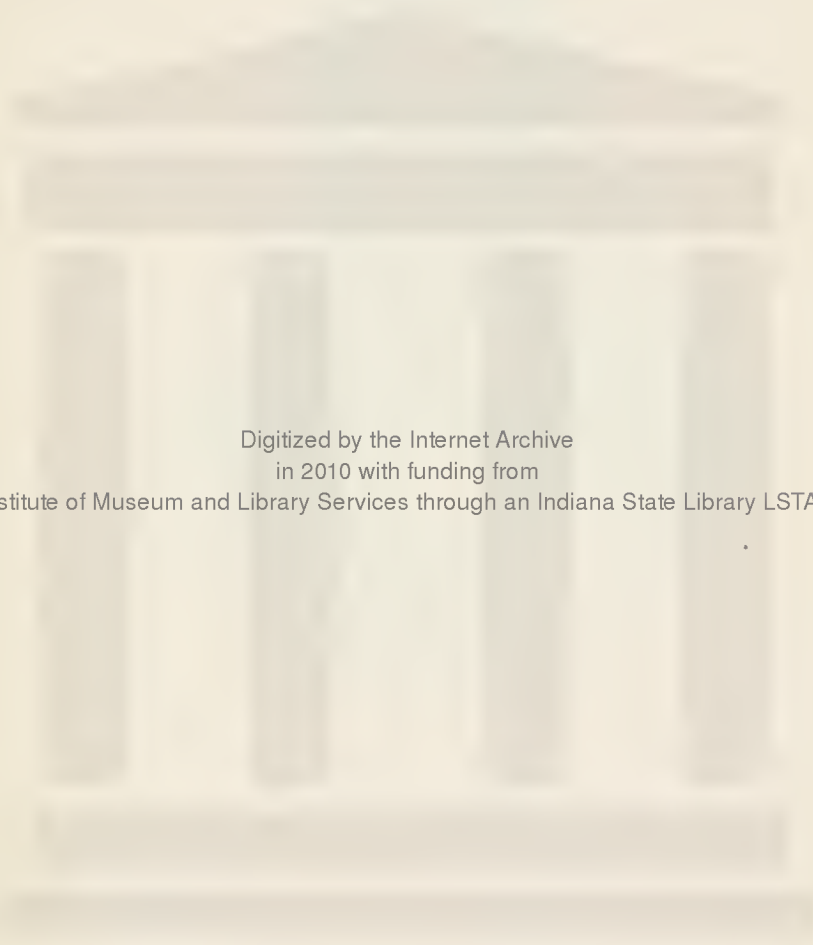 Digitized by the Internet Archive
in 2010 with funding from
stitute of Museum and Library Services through an Indiana State Library LSTA